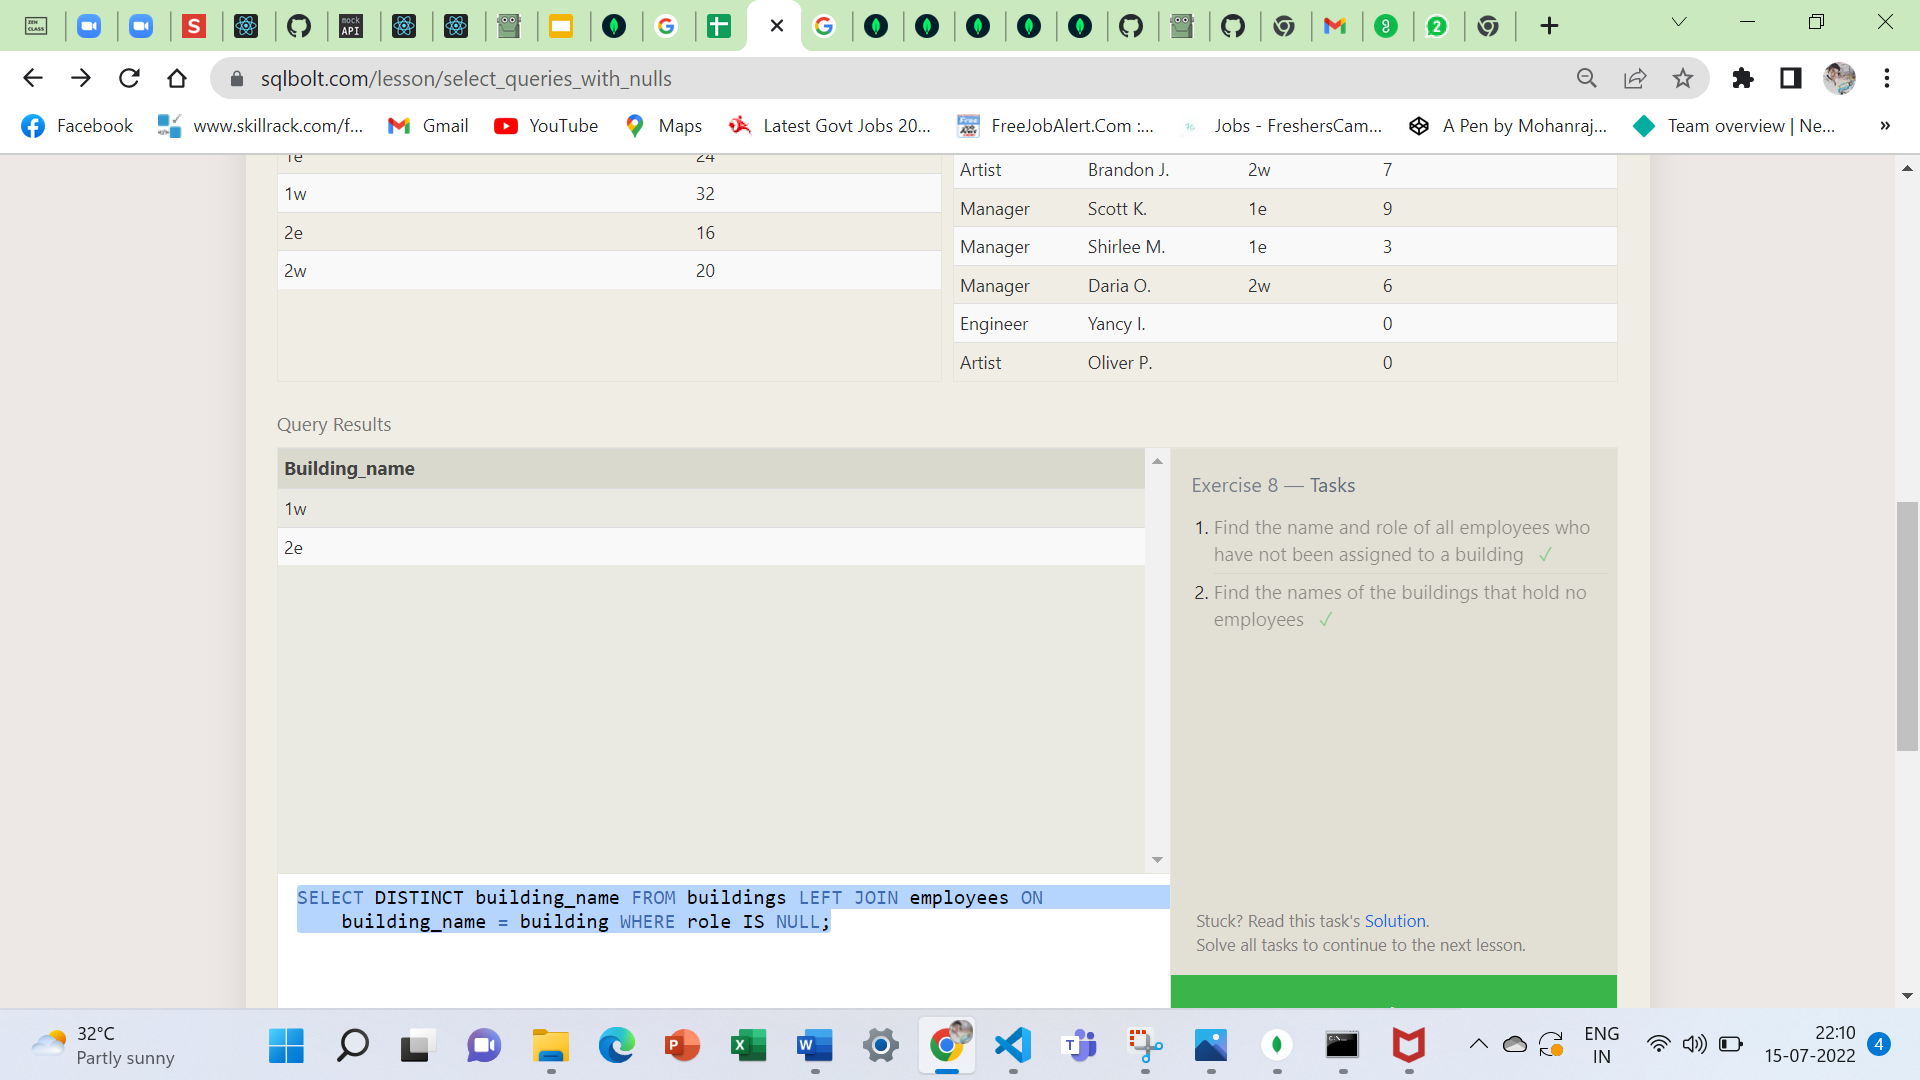 ZEN CLASS
S
mock API
sqlbolt.com/lesson/select_queries_with_nulls
Facebook www.skillrack.com/f... Gmail YouTube Maps Latest Govt Jobs 20... FreeJobAlert.Com :... Jobs - FreshersCam... A Pen by Mohanraj... Team overview | Ne... »
1e 24
1w 32
2e 16
2w 20
Artist Brandon J. 2w 7
Manager Scott K. 1e 9
Manager Shirlee M. 1e 3
Manager Daria O. 2w 6
Engineer Yancy I. 0
Artist Oliver P. 0
Query Results
Building_name
1w
2e
Exercise 8 — Tasks
1. Find the name and role of all employees who
have not been assigned to a building ✓
2. Find the names of the buildings that hold no
employees ✓
SELECT DISTINCT building_name FROM buildings LEFT JOIN employees ON
building_name = building WHERE role IS NULL;
Stuck? Read this task's Solution.
Solve all tasks to continue to the next lesson.
32°C
Partly sunny
ENG
IN
22:10
15-07-2022
4